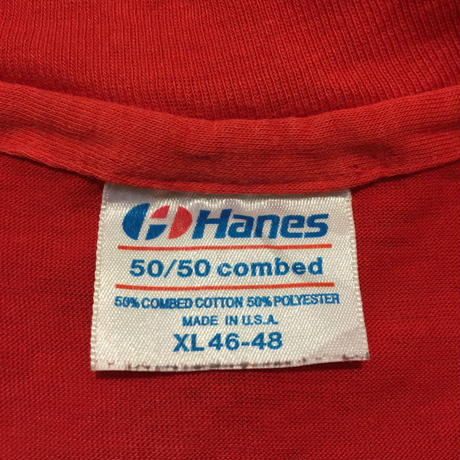 Hanes
50/50 combed
50% COMBED COTTON 50% POLYESTER
MADE IN U.S.A.
XL 46-48